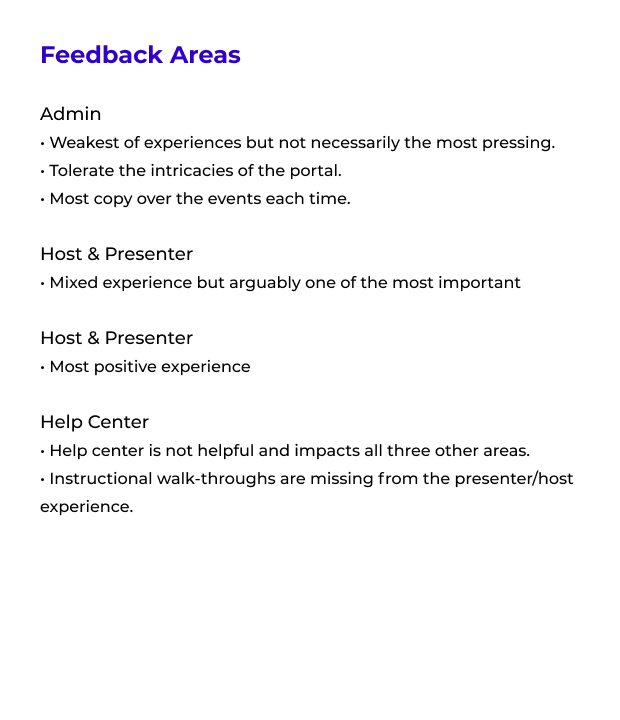 Feedback Areas
Admin
• Weakest of experiences but not necessarily the most pressing.
• Tolerate the intricacies of the portal.
• Most copy over the events each time.
Host & Presenter
• Mixed experience but arguably one of the most important
Host & Presenter
• Most positive experience
Help Center
• Help center is not helpful and impacts all three other areas.
• Instructional walk-throughs are missing from the presenter/host
experience.